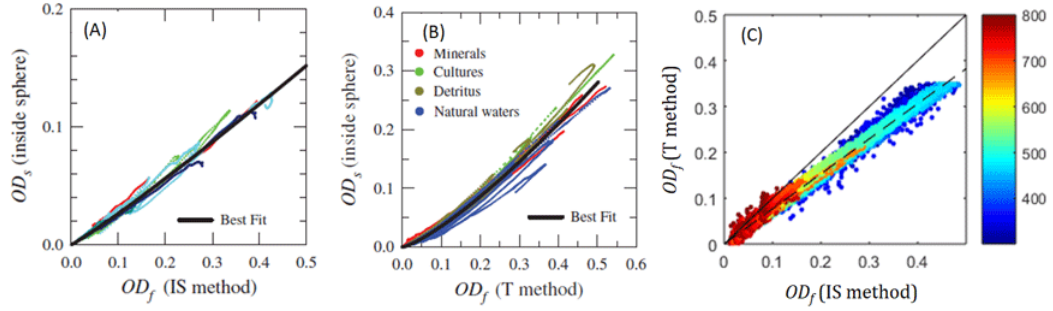 (A)
OD_s (inside sphere)
0.1
0.0
0.0 0.1 0.2 0.3 0.4 0.5
Best Fit
OD_f (IS method)
(B)
Minerals
Cultures
Detritus
Natural waters
OD_s (inside sphere)
0.4
0.3
0.2
0.1
0.0
0.0 0.1 0.2 0.3 0.4 0.5 0.6
Best Fit
OD_f (T method)
(C)
OD_f(T method)
0.5
0.4
0.3
0.2
0.1
0
0 0.1 0.2 0.3 0.4
OD_f(IS method)
800
700
600
500
400